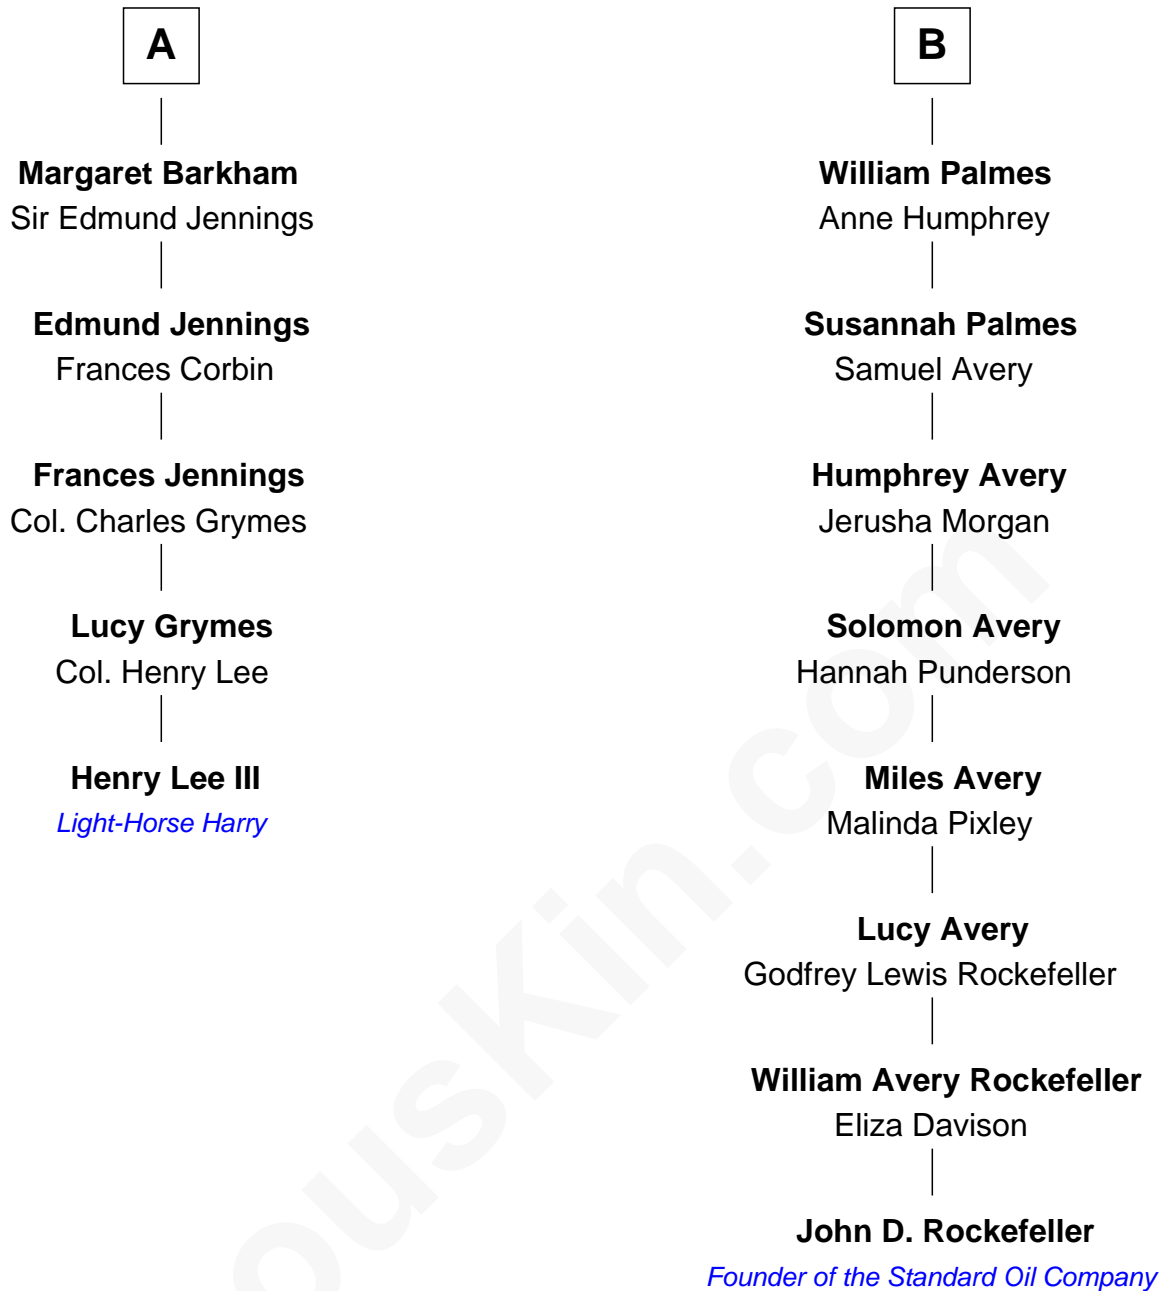 A
Margaret Barkham
Sir Edmund Jennings
Edmund Jennings
Frances Corbin
Frances Jennings
Col. Charles Grymes
Lucy Grymes
Col. Henry Lee
Henry Lee III
Light-Horse Harry
B
William Palmes
Anne Humphrey
Susannah Palmes
Samuel Avery
Humphrey Avery
Jerusha Morgan
Solomon Avery
Hannah Punderson
Miles Avery
Malinda Pixley
Lucy Avery
Godfrey Lewis Rockefeller
William Avery Rockefeller
Eliza Davison
John D. Rockefeller
Founder of the Standard Oil Company
ousKin.com